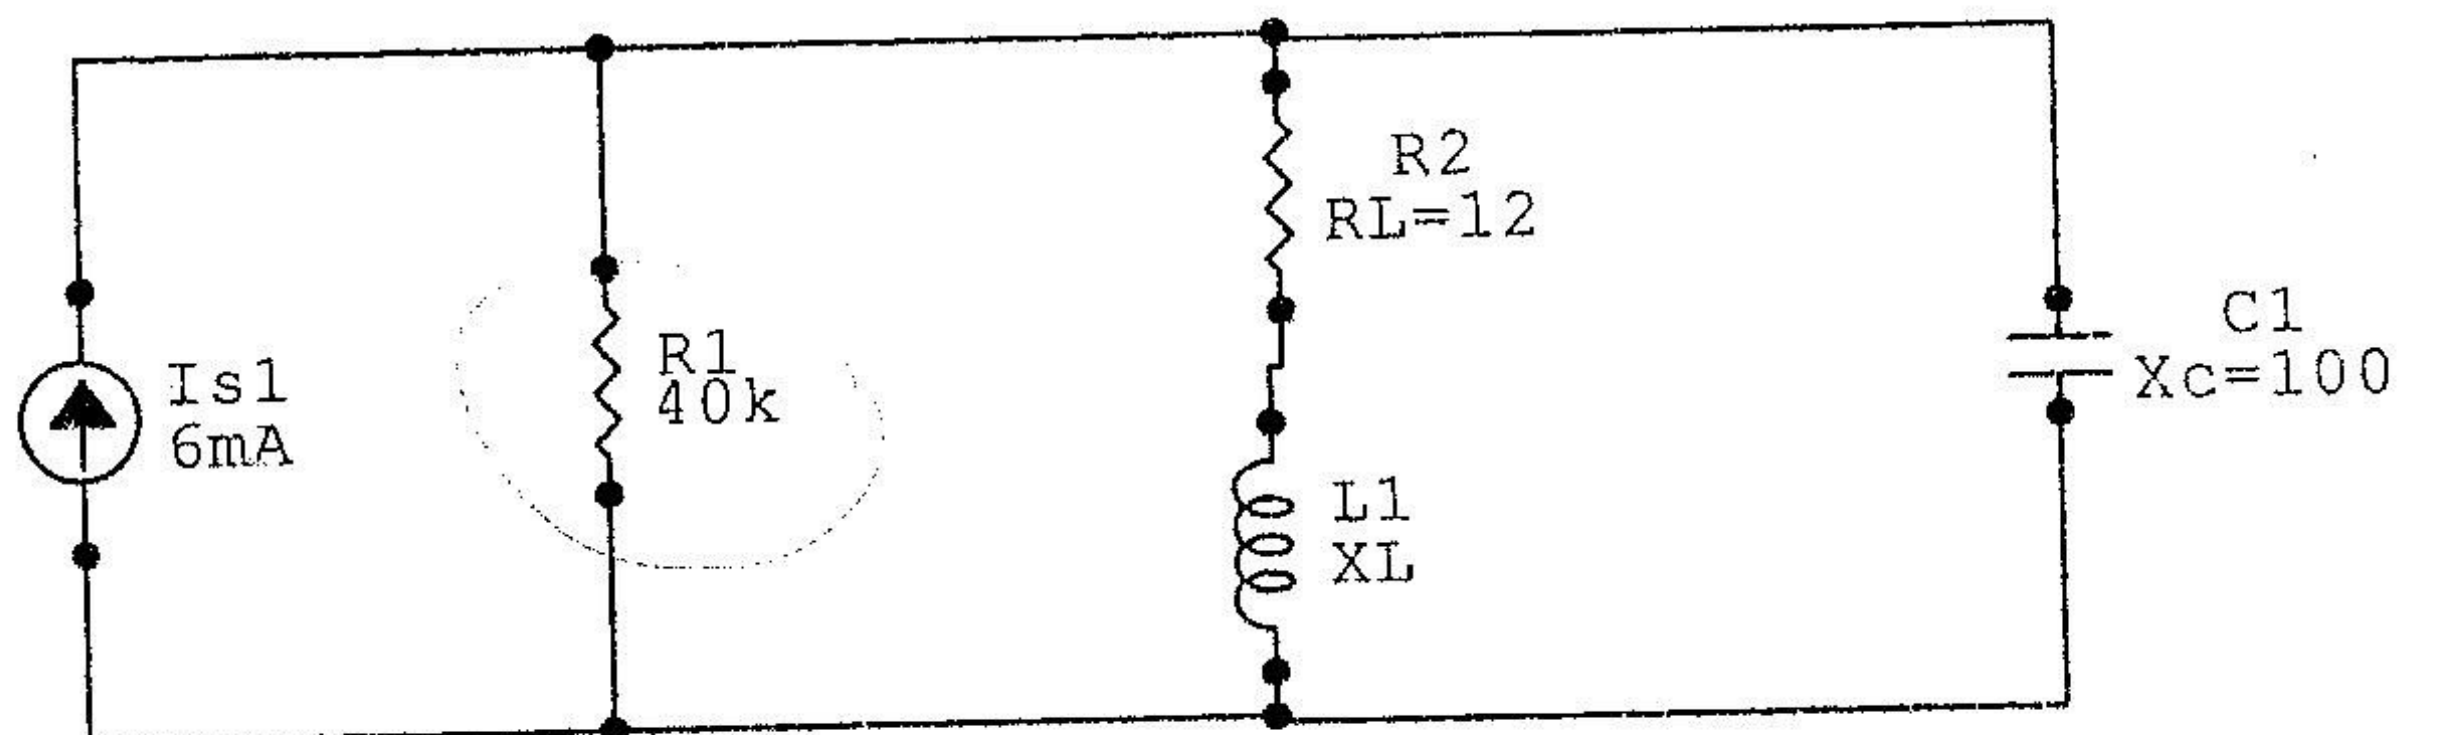 Is1
6mA
R1
40k
R2
RL=12
L1
XL
C1
Xc=100